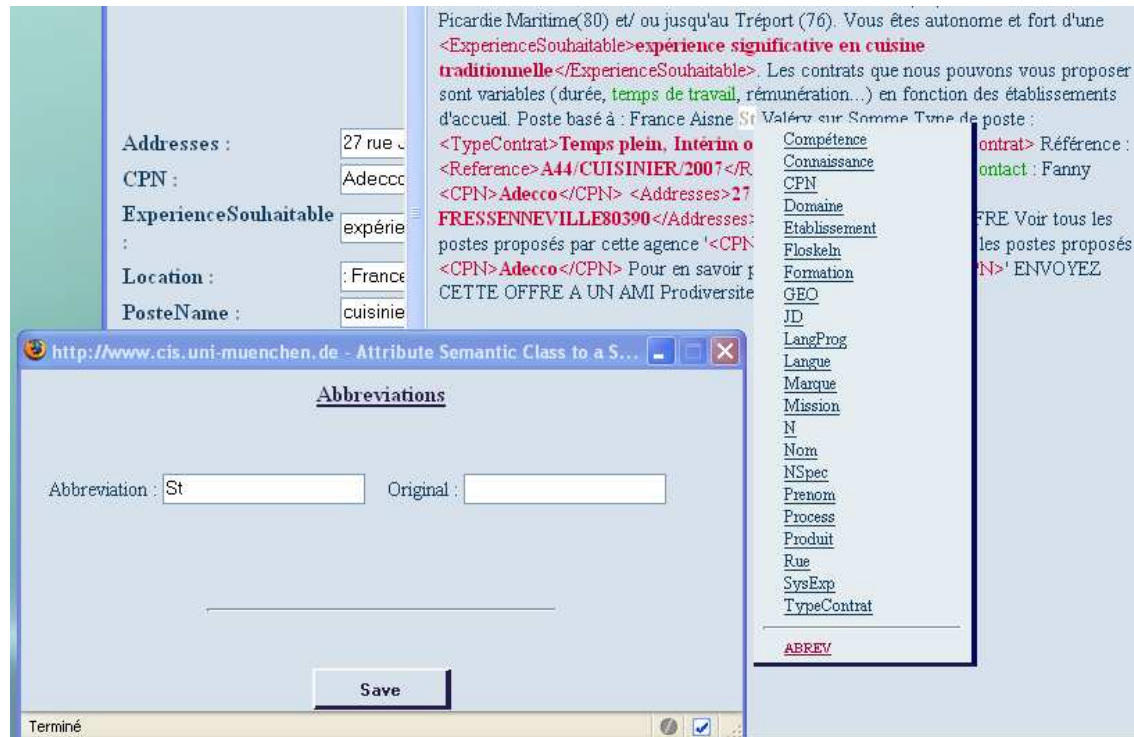 Picardie Maritime(80) et/ ou jusqu'au Tréport (76). Vous êtes autonome et fort d'une
<ExperienceSouhaitable>expérience significative en cuisine
traditionnelle</ExperienceSouhaitable>. Les contrats que nous pouvons vous proposer
sont variables (durée, temps de travail, rémunération...) en fonction des établissements
d'accueil. Poste basé à : France Aisne St Valéry sur Somme Type de poste :
<TypeContrat>Temps plein, Intérim o ontrat> Référence :
<Reference>A44/CUISINIER/2007</R ontact : Fanny
<CPN>Adecco</CPN> <Addresses>27
FRESSENNEVILLE80390</Addresses> FRE Voir tous les
postes proposés par cette agence '<CPN les postes proposés
<CPN>Adecco</CPN> Pour en savoir p N>' ENVOYEZ
CETTE OFFRE A UN AMI Prodiversite
Addresses : 27 rue J
CPN : Adecco
ExperienceSouhaitable : expérie
Location : : France
PosteName : cuisinie
Compétence
Connaissance
CPN
Domaine
Etablissement
Floskeln
Formation
GEO
JD
LangProg
Langue
Marque
Mission
N
Nom
NSpec
Prenom
Process
Produit
Rue
SysExp
TypeContrat
ABREV
http://www.cis.uni-muenchen.de - Attribute Semantic Class to a S...
Abbreviations
Abbreviation : St Original :
Save
Terminé